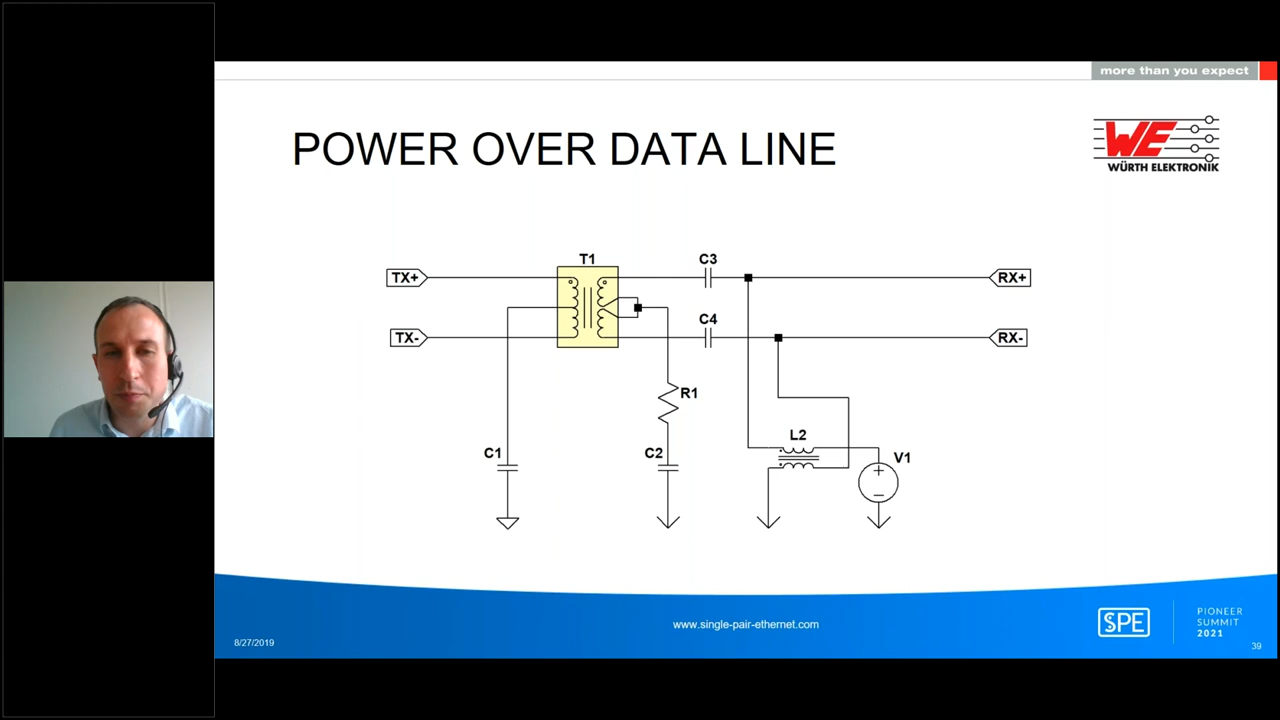 more than you expect
POWER OVER DATA LINE
WE
WÜRTH ELEKTRONIK
T1
C3
TX+
RX+
C4
TX-
RX-
R1
L2
C1
C2
V1
www.single-pair-ethernet.com
SPE
PIONEER
SUMMIT
2021
8/27/2019
39